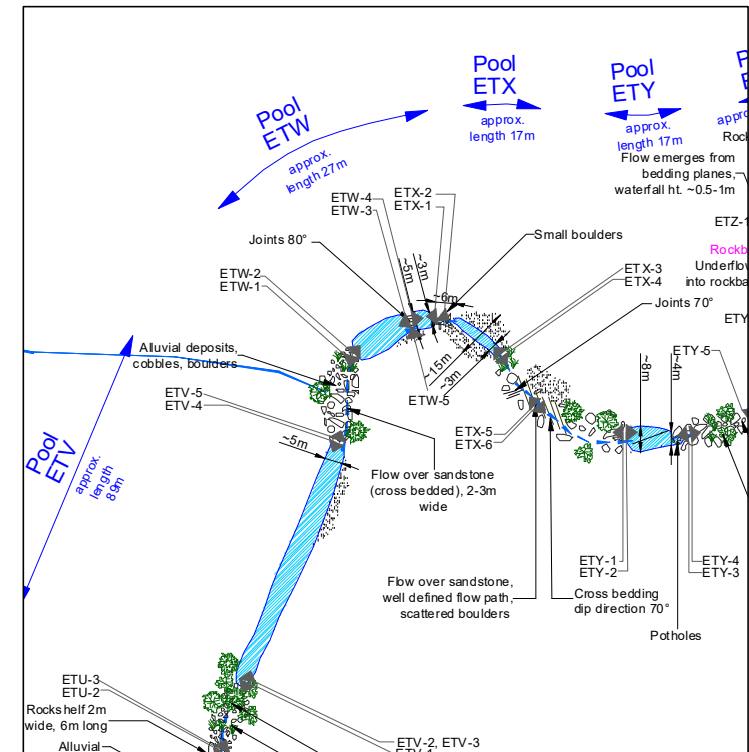 Pool
ETW
approx.
length 27m
Pool
ETX
approx.
length 17m
Pool
ETY
approx.
length 17m
Flow emerges from
bedding planes,
waterfall ht. ~0.5-1m
ETZ-1
Underflow
into rockba
ETY
ETW-4
ETW-3
ETX-2
ETX-1
Joints 80°
Small boulders
~5m
~3m
~6m
ETW-2
ETW-1
ETX-3
ETX-4
Joints 70°
Alluvial deposits,
cobbles, boulders
ETV-5
ETV-4
~15m
~3m
ETW-5
~8m
~4m
ETY-5
ETX-5
ETX-6
Pool
ETV
approx.
length
89m
~5m
Flow over sandstone
(cross bedded), 2-3m
wide
Flow over sandstone,
well defined flow path,
scattered boulders
Cross bedding
dip direction 70°
ETY-1
ETY-2
ETY-4
ETY-3
Potholes
ETU-3
ETU-2
Rockshelf 2m
wide, 6m long
Alluvial
ETV-2, ETV-3